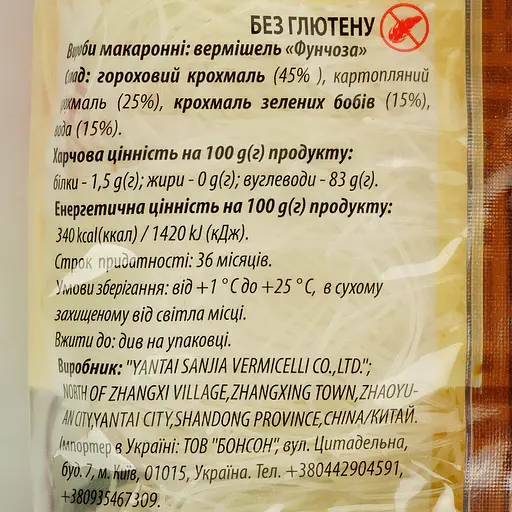 БЕЗ ГЛЮТЕНУ
Вироби макаронні: вермішель «Фунчоза»
Склад: гороховий крохмаль (45% ), картопляний
крохмаль (25%), крохмаль зелених бобів (15%),
вода (15%).
Харчова цінність на 100 g(г) продукту:
білки - 1,5 g(г); жири - 0 g(г); вуглеводи - 83 g(г).
Енергетична цінність на 100 g(г) продукту:
340 kcal(ккал) / 1420 kJ (кДж).
Строк придатності: 36 місяців.
Умови зберігання: від +1 °C до +25 °C, в сухому
захищеному від світла місці.
Вжити до: див на упаковці.
Виробник: "YANTAI SANJIA VERMICELLI CO.,LTD.";
NORTH OF ZHANGXI VILLAGE,ZHANGXING TOWN,ZHAOYU-
AN CITY,YANTAI CITY,SHANDONG PROVINCE,CHINA/КИТАЙ.
Імпортер в Україні: ТОВ "БОНСОН", вул. Цитадельна,
буд. 7, м. Київ, 01015, Україна. Тел. +380442904591,
+380935467309.